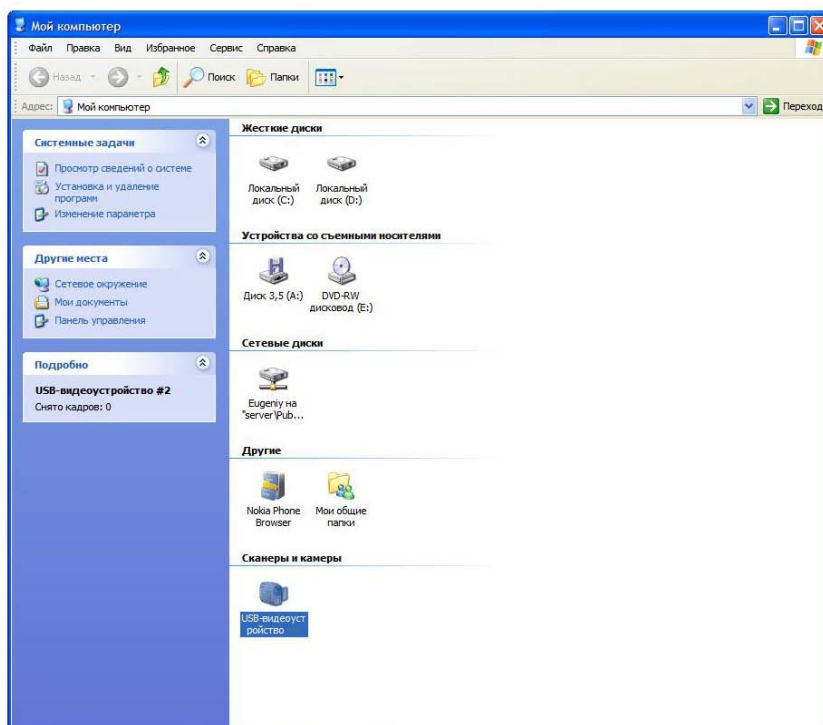 Мой компьютер
Файл Правка Вид Избранное Сервис Справка
Назад Поиск Папки
Адрес: Мой компьютер Переход
Системные задачи
Просмотр сведений о системе
Установка и удаление
программ
Изменение параметра
Другие места
Сетевое окружение
Мои документы
Панель управления
Подробно
USB-видеоустройство #2
Снято кадров: 0
Жесткие диски
Локальный
диск (C:)
Локальный
диск (D:)
Устройства со съемными носителями
Диск 3,5 (A:)
DVD-RW
дисковод (E:)
Сетевые диски
Eugeniy на
"server\Pub...
Другие
Nokia Phone
Browser
Мои общие
папки
Сканеры и камеры
USB-видеоуст
ройство